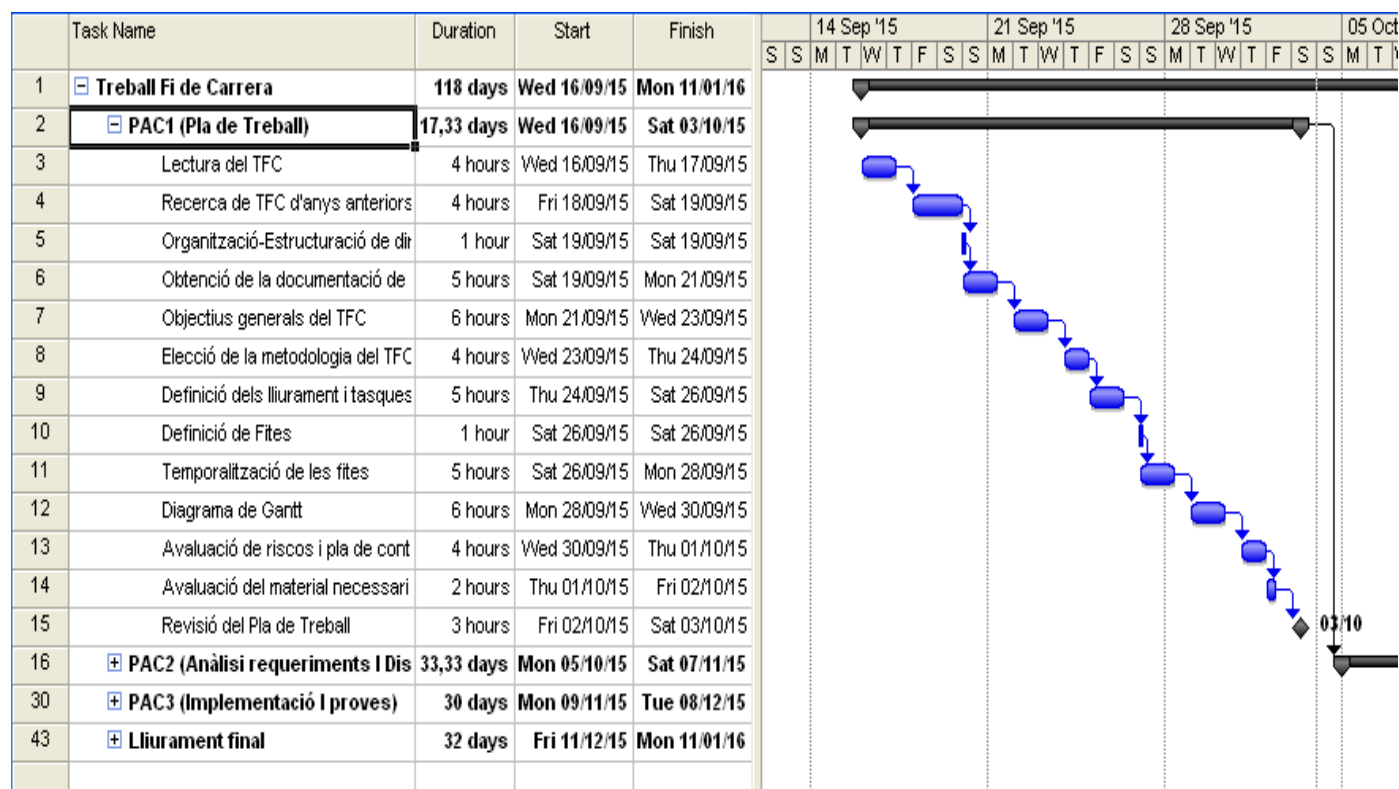 Task Name Duration Start Finish 14 Sep '15 21 Sep '15 28 Sep '15 05 Oct
S S M T W T F S S M T W T F S S M T W T F S S M T
1 Treball Fi de Carrera 118 days Wed 16/09/15 Mon 11/01/16
2 PAC1 (Pla de Treball) 17,33 days Wed 16/09/15 Sat 03/10/15
3 Lectura del TFC 4 hours Wed 16/09/15 Thu 17/09/15
4 Recerca de TFC d'anys anteriors 4 hours Fri 18/09/15 Sat 19/09/15
5 Organització-Estructuració de dir 1 hour Sat 19/09/15 Sat 19/09/15
6 Obtenció de la documentació de 5 hours Sat 19/09/15 Mon 21/09/15
7 Objectius generals del TFC 6 hours Mon 21/09/15 Wed 23/09/15
8 Elecció de la metodologia del TFC 4 hours Wed 23/09/15 Thu 24/09/15
9 Definició dels lliurament i tasques 5 hours Thu 24/09/15 Sat 26/09/15
10 Definició de Fites 1 hour Sat 26/09/15 Sat 26/09/15
11 Temporalització de les fites 5 hours Sat 26/09/15 Mon 28/09/15
12 Diagrama de Gantt 6 hours Mon 28/09/15 Wed 30/09/15
13 Avaluació de riscos i pla de cont 4 hours Wed 30/09/15 Thu 01/10/15
14 Avaluació del material necessari 2 hours Thu 01/10/15 Fri 02/10/15
15 Revisió del Pla de Treball 3 hours Fri 02/10/15 Sat 03/10/15 03/10
16 PAC2 (Anàlisi requeriments I Dis 33,33 days Mon 05/10/15 Sat 07/11/15
30 PAC3 (Implementació I proves) 30 days Mon 09/11/15 Tue 08/12/15
43 Lliurament final 32 days Fri 11/12/15 Mon 11/01/16